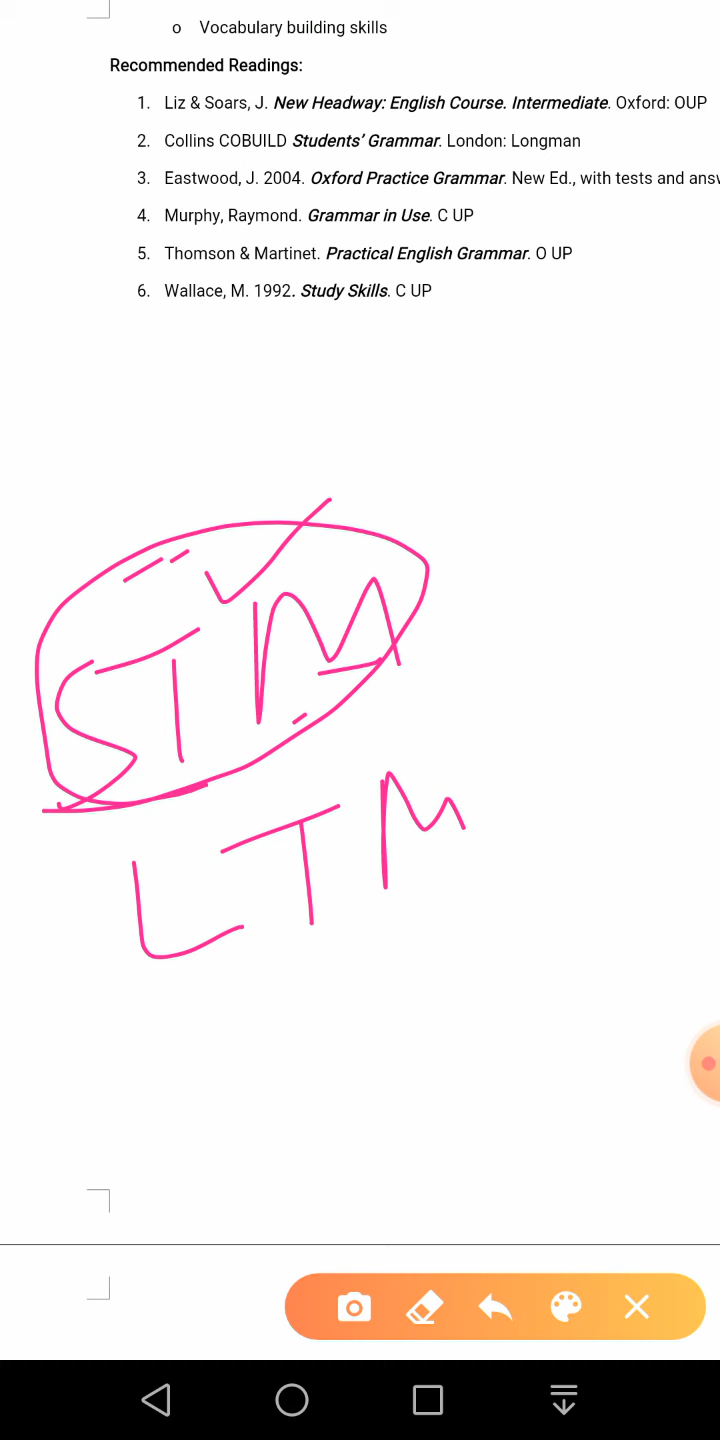 o Vocabulary building skills
Recommended Readings:
1. Liz & Soars, J. New Headway: English Course. Intermediate. Oxford: OUP
2. Collins COBUILD Students’ Grammar. London: Longman
3. Eastwood, J. 2004. Oxford Practice Grammar. New Ed., with tests and answ
4. Murphy, Raymond. Grammar in Use. C UP
5. Thomson & Martinet. Practical English Grammar. O UP
6. Wallace, M. 1992. Study Skills. C UP
STM
LTM